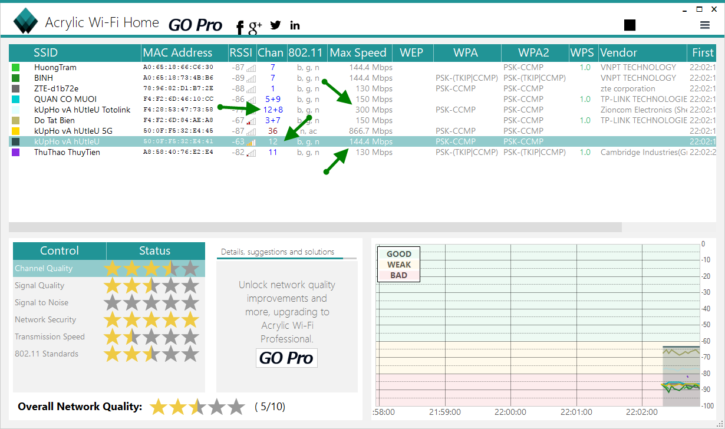 Acrylic Wi-Fi Home GO Pro
SSID MAC Address RSSI Chan 802.11 Max Speed WEP WPA WPA2 WPS Vendor First
HuongTram A0:65:18:66:C6:30 -89 7 b, g, n 144.4 Mbps PSK-CCMP 1.0 VNPT TECHNOLOGY 22:02:1
BINH A0:65:18:73:4B:B6 -87 7 b, g, n 144.4 Mbps PSK-(TKIP|CCMP) PSK-(TKIP|CCMP) 1.0 VNPT TECHNOLOGY 22:02:1
ZTE-d1b72e 78:96:82:D1:B7:2E -87 1 b, g, n 130 Mbps PSK-CCMP PSK-CCMP zte corporation 22:02:1
QUAN CO MUOI F4:F2:6D:46:10:CC -86 5+9 b, g, n 150 Mbps PSK-CCMP PSK-CCMP 1.0 TP-LINK TECHNOLOGIE 22:02:1
kUpHo vA hUtIeU Totolink F4:28:53:47:73:58 12+8 b, g, n 300 Mbps PSK-CCMP PSK-CCMP Zioncom Electronics (S 22:02:1
Do Tat Bien F4:F2:6D:84:AE:A8 -67 3+7 b, g, n 150 Mbps PSK-CCMP 1.0 TP-LINK TECHNOLOGIE 22:02:1
kUpHo vA hUtIeU 5G 50:0F:F5:32:E4:45 -87 36 n, ac 866.7 Mbps PSK-CCMP PSK-CCMP 22:02:2
kUpHo vA hUtIeU 50:0F:F5:32:E4:41 -63 12 b, g, n 144.4 Mbps PSK-CCMP PSK-CCMP 22:02:1
ThuThao ThuyTien A8:58:40:76:E2:E4 -82 11 b, g, n 130 Mbps PSK-(TKIP|CCMP) PSK-(TKIP|CCMP) 1.0 Cambridge Industries(G 22:02:1
Control Status
Channel Quality
Signal Quality
Signal to Noise
Network Security
Transmission Speed
802.11 Standards
Details, suggestions and solutions
Unlock network quality
improvements and
more, upgrading to
Acrylic Wi-Fi
Professional.
GO Pro
Overall Network Quality: ( 5/10)
GOOD
WEAK
BAD
-10
-20
-30
-40
-50
-60
-70
-80
-90
-100
:58:00 21:59:00 22:00:00 22:01:00 22:02:00